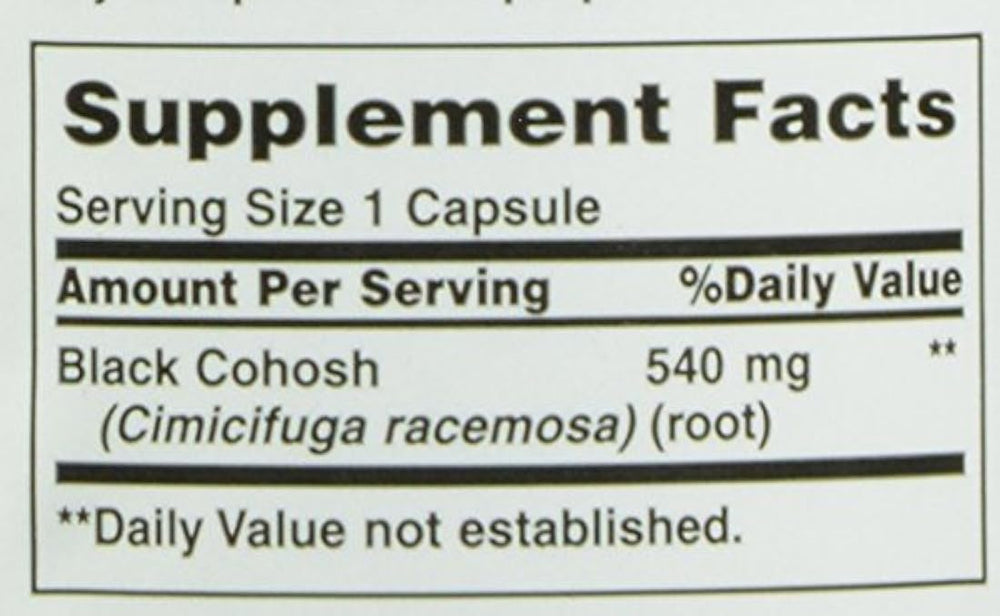 Supplement Facts
Serving Size 1 Capsule
Amount Per Serving %Daily Value
Black Cohosh 540 mg **
(Cimicifuga racemosa) (root)
**Daily Value not established.